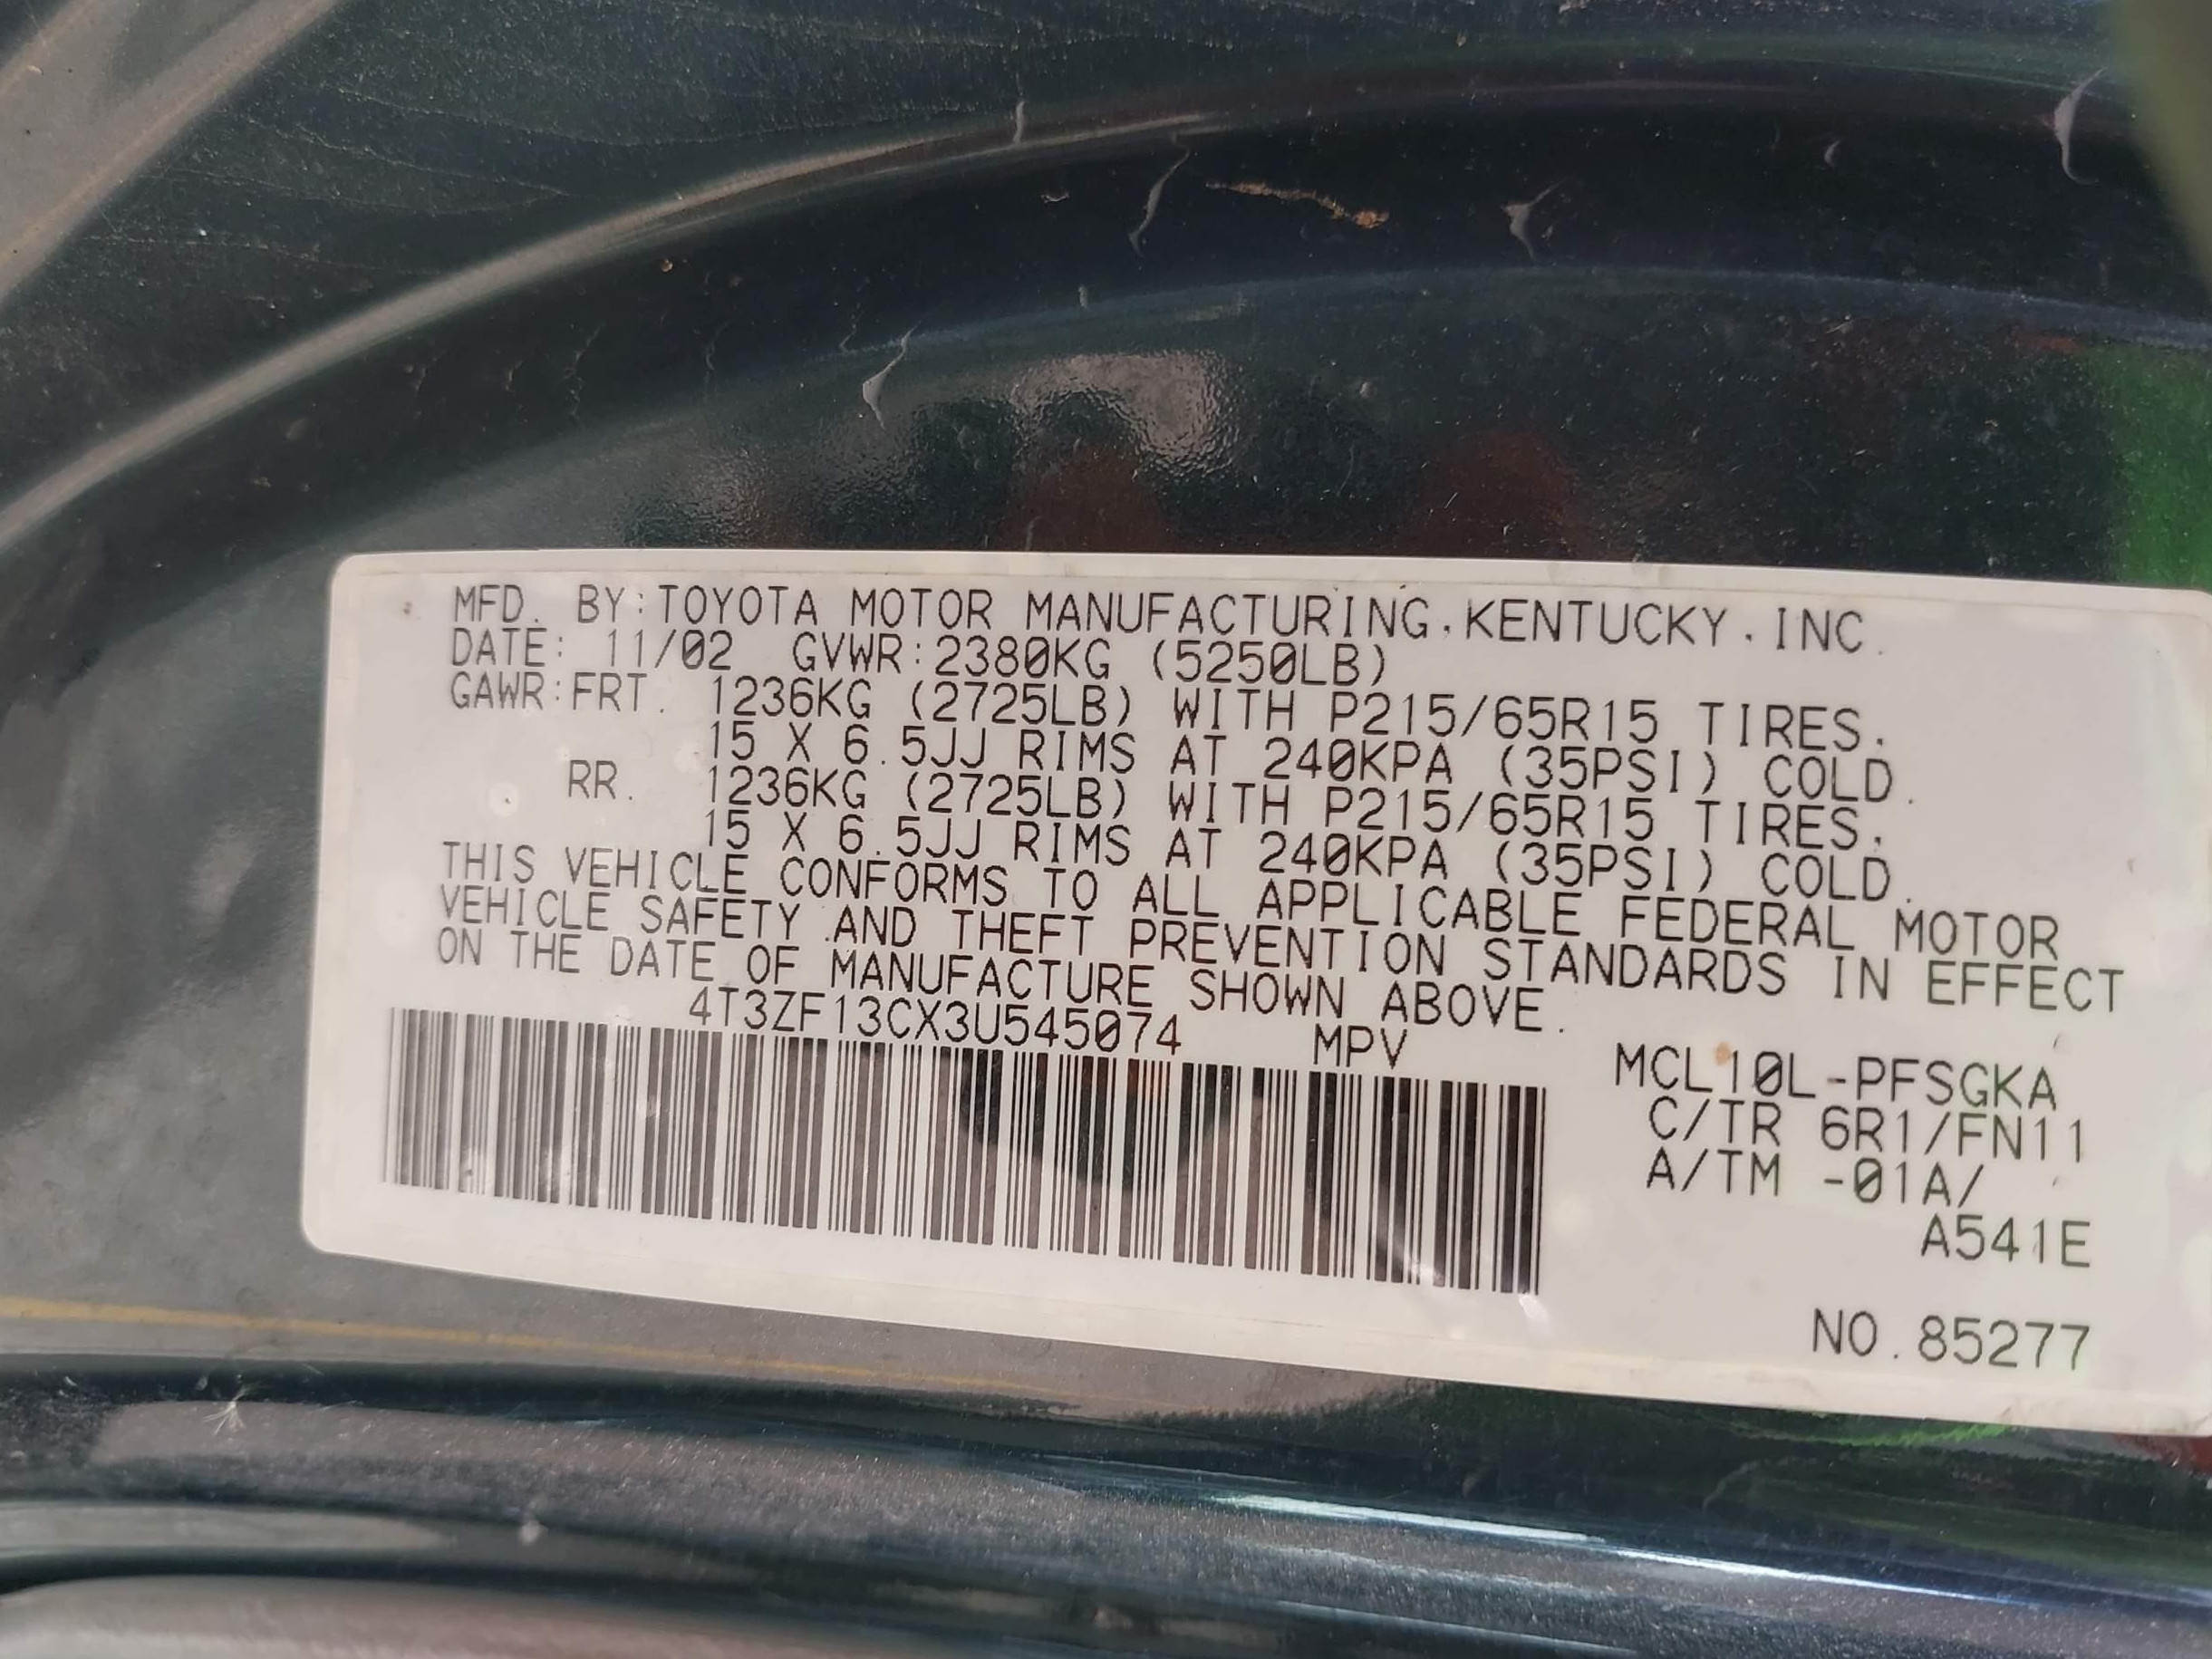 MFD. BY:TOYOTA MOTOR MANUFACTURING.KENTUCKY.INC.
DATE: 11/02 GVWR:2380KG (5250LB)
GAWR:FRT. 1236KG (2725LB) WITH P215/65R15 TIRES.
15 X 6.5JJ RIMS AT 240KPA (35PSI) COLD.
RR. 1236KG (2725LB) WITH P215/65R15 TIRES.
15 X 6.5JJ RIMS AT 240KPA (35PSI) COLD.
THIS VEHICLE CONFORMS TO ALL APPLICABLE FEDERAL MOTOR
VEHICLE SAFETY AND THEFT PREVENTION STANDARDS IN EFFECT
ON THE DATE OF MANUFACTURE SHOWN ABOVE.
4T3ZF13CX3U545074 MPV
MCL10L-PFSGKA
C/TR 6R1/FN11
A/TM -01A/
A541E
NO.85277